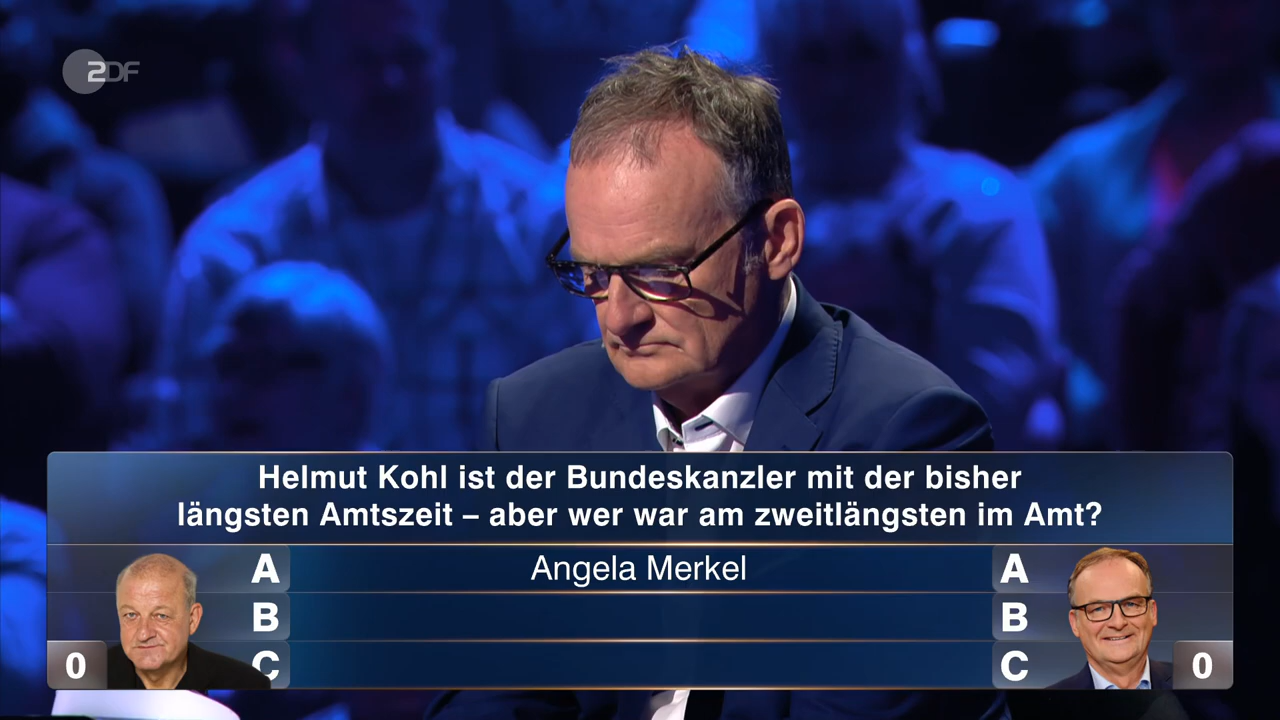 ZDF
Helmut Kohl ist der Bundeskanzler mit der bisher
längsten Amtszeit – aber wer war am zweitlängsten im Amt?
A Angela Merkel A
B B
0 C C 0